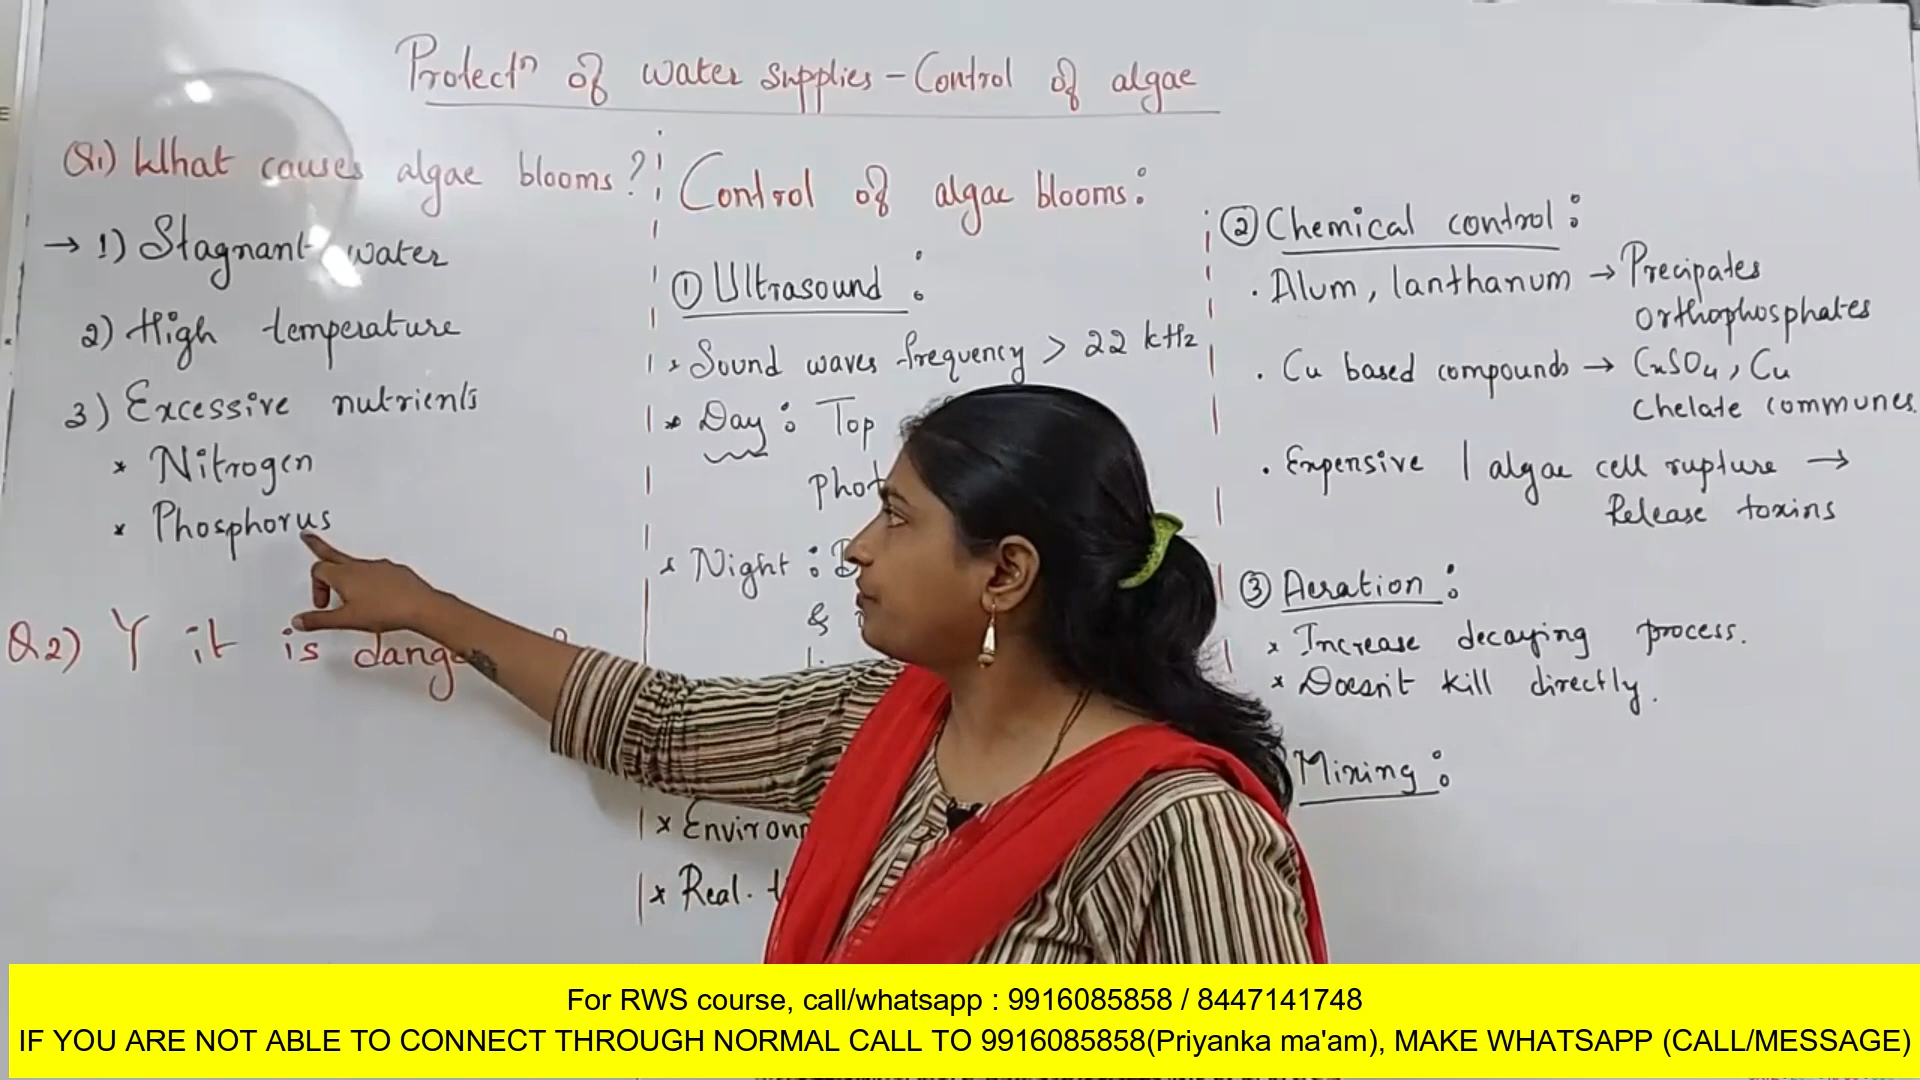 Protectⁿ of water supplies - Control of algae
Q1) What causes algae blooms?
→ 1) Stagnant water
2) High temperature
3) Excessive nutrients
* Nitrogen
* Phosphorus
Q2) Y it is
Control of algae blooms:
① Ultrasound :
* Sound waves frequency > 22 kHz
* Day : Top
* Night :
&
* Real.
② Chemical control :
. Alum, lanthanum → Precipates
orthophosphates
. Cu based compounds → CuSO4, Cu
Chelate communes.
. Expensive | algae cell rupture →
Release toxins
③ Aeration :
* Increase decaying process.
* Doesn't kill directly.
Mixing :
For RWS course, call/whatsapp : 9916085858 / 8447141748
IF YOU ARE NOT ABLE TO CONNECT THROUGH NORMAL CALL TO 9916085858(Priyanka ma'am), MAKE WHATSAPP (CALL/MESSAGE)